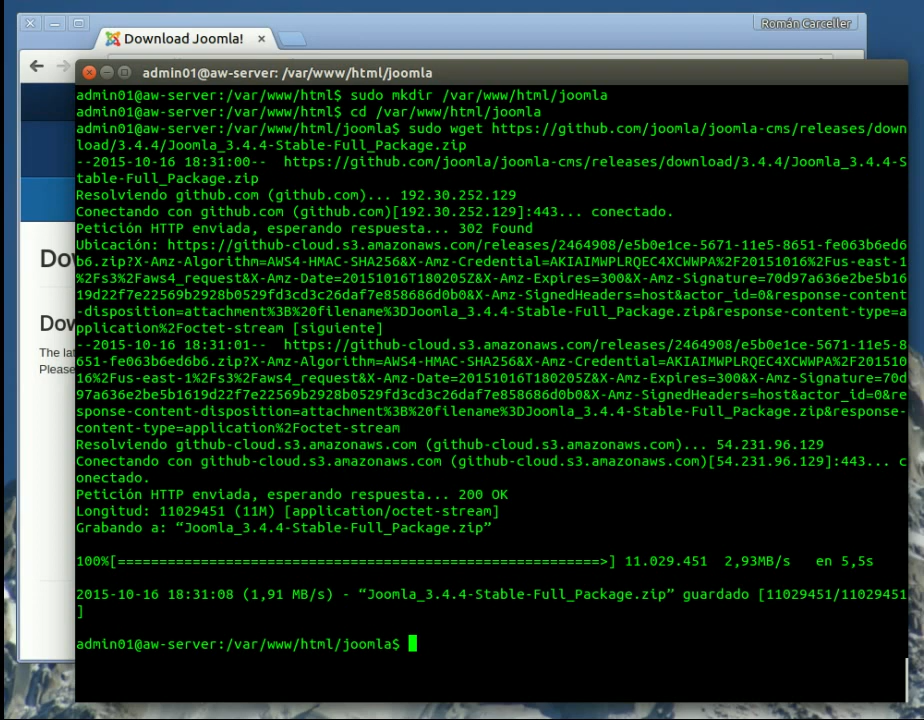 Román Carceller
Download Joomla!
admin01@aw-server: /var/www/html/joomla
admin01@aw-server:/var/www/html$ sudo mkdir /var/www/html/joomla
admin01@aw-server:/var/www/html$ cd /var/www/html/joomla
admin01@aw-server:/var/www/html/joomla$ sudo wget https://github.com/joomla/joomla-cms/releases/down
load/3.4.4/Joomla_3.4.4-Stable-Full_Package.zip
--2015-10-16 18:31:00--  https://github.com/joomla/joomla-cms/releases/download/3.4.4/Joomla_3.4.4-S
table-Full_Package.zip
Resolviendo github.com (github.com)... 192.30.252.129
Conectando con github.com (github.com)[192.30.252.129]:443... conectado.
Petición HTTP enviada, esperando respuesta... 302 Found
Ubicación: https://github-cloud.s3.amazonaws.com/releases/2464908/e5b0e1ce-5671-11e5-8651-fe063b6ed6
b6.zip?X-Amz-Algorithm=AWS4-HMAC-SHA256&X-Amz-Credential=AKIAIMWPLRQEC4XCWWPA%2F20151016%2Fus-east-1
%2Fs3%2Faws4_request&X-Amz-Date=20151016T180205Z&X-Amz-Expires=300&X-Amz-Signature=70d97a636e2be5b16
19d22f7e22569b2928b0529fd3cd3c26daf7e858686d0b0&X-Amz-SignedHeaders=host&actor_id=0&response-content
-disposition=attachment%3B%20filename%3DJoomla_3.4.4-Stable-Full_Package.zip&response-content-type=a
pplication%2Foctet-stream [siguiente]
--2015-10-16 18:31:01--  https://github-cloud.s3.amazonaws.com/releases/2464908/e5b0e1ce-5671-11e5-8
651-fe063b6ed6b6.zip?X-Amz-Algorithm=AWS4-HMAC-SHA256&X-Amz-Credential=AKIAIMWPLRQEC4XCWWPA%2F201510
16%2Fus-east-1%2Fs3%2Faws4_request&X-Amz-Date=20151016T180205Z&X-Amz-Expires=300&X-Amz-Signature=70d
97a636e2be5b1619d22f7e22569b2928b0529fd3cd3c26daf7e858686d0b0&X-Amz-SignedHeaders=host&actor_id=0&re
sponse-content-disposition=attachment%3B%20filename%3DJoomla_3.4.4-Stable-Full_Package.zip&response-
content-type=application%2Foctet-stream
Resolviendo github-cloud.s3.amazonaws.com (github-cloud.s3.amazonaws.com)... 54.231.96.129
Conectando con github-cloud.s3.amazonaws.com (github-cloud.s3.amazonaws.com)[54.231.96.129]:443... c
onectado.
Petición HTTP enviada, esperando respuesta... 200 OK
Longitud: 11029451 (11M) [application/octet-stream]
Grabando a: “Joomla_3.4.4-Stable-Full_Package.zip”
100%[==========================================================>] 11.029.451  2,93MB/s   en 5,5s
2015-10-16 18:31:08 (1,91 MB/s) - “Joomla_3.4.4-Stable-Full_Package.zip” guardado [11029451/11029451
]
admin01@aw-server:/var/www/html/joomla$
Dow
Dow
The lat
Please